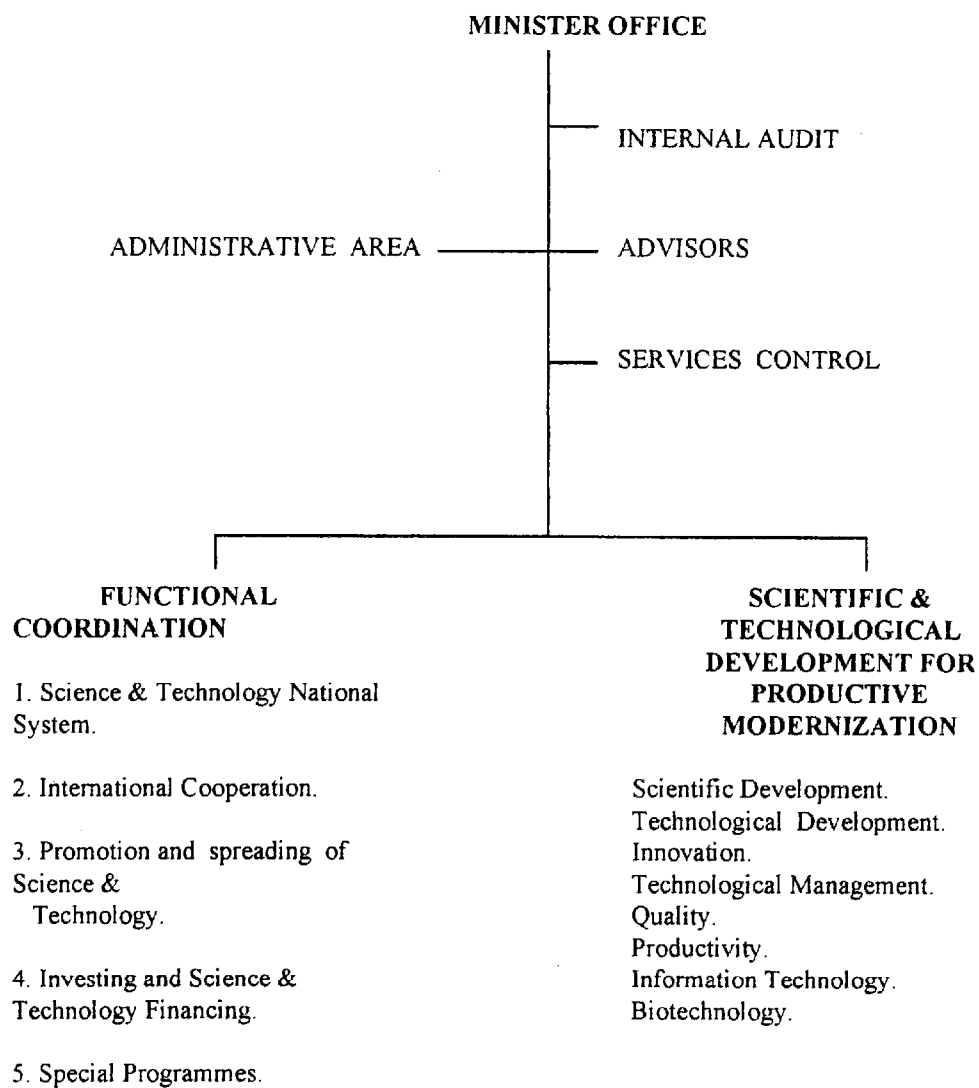 MINISTER OFFICE
INTERNAL AUDIT
ADMINISTRATIVE AREA
ADVISORS
SERVICES CONTROL
FUNCTIONAL
COORDINATION
1. Science & Technology National
System.
2. International Cooperation.
3. Promotion and spreading of
Science &
Technology.
4. Investing and Science &
Technology Financing.
5. Special Programmes.
SCIENTIFIC &
TECHNOLOGICAL
DEVELOPMENT FOR
PRODUCTIVE
MODERNIZATION
Scientific Development.
Technological Development.
Innovation.
Technological Management.
Quality.
Productivity.
Information Technology.
Biotechnology.